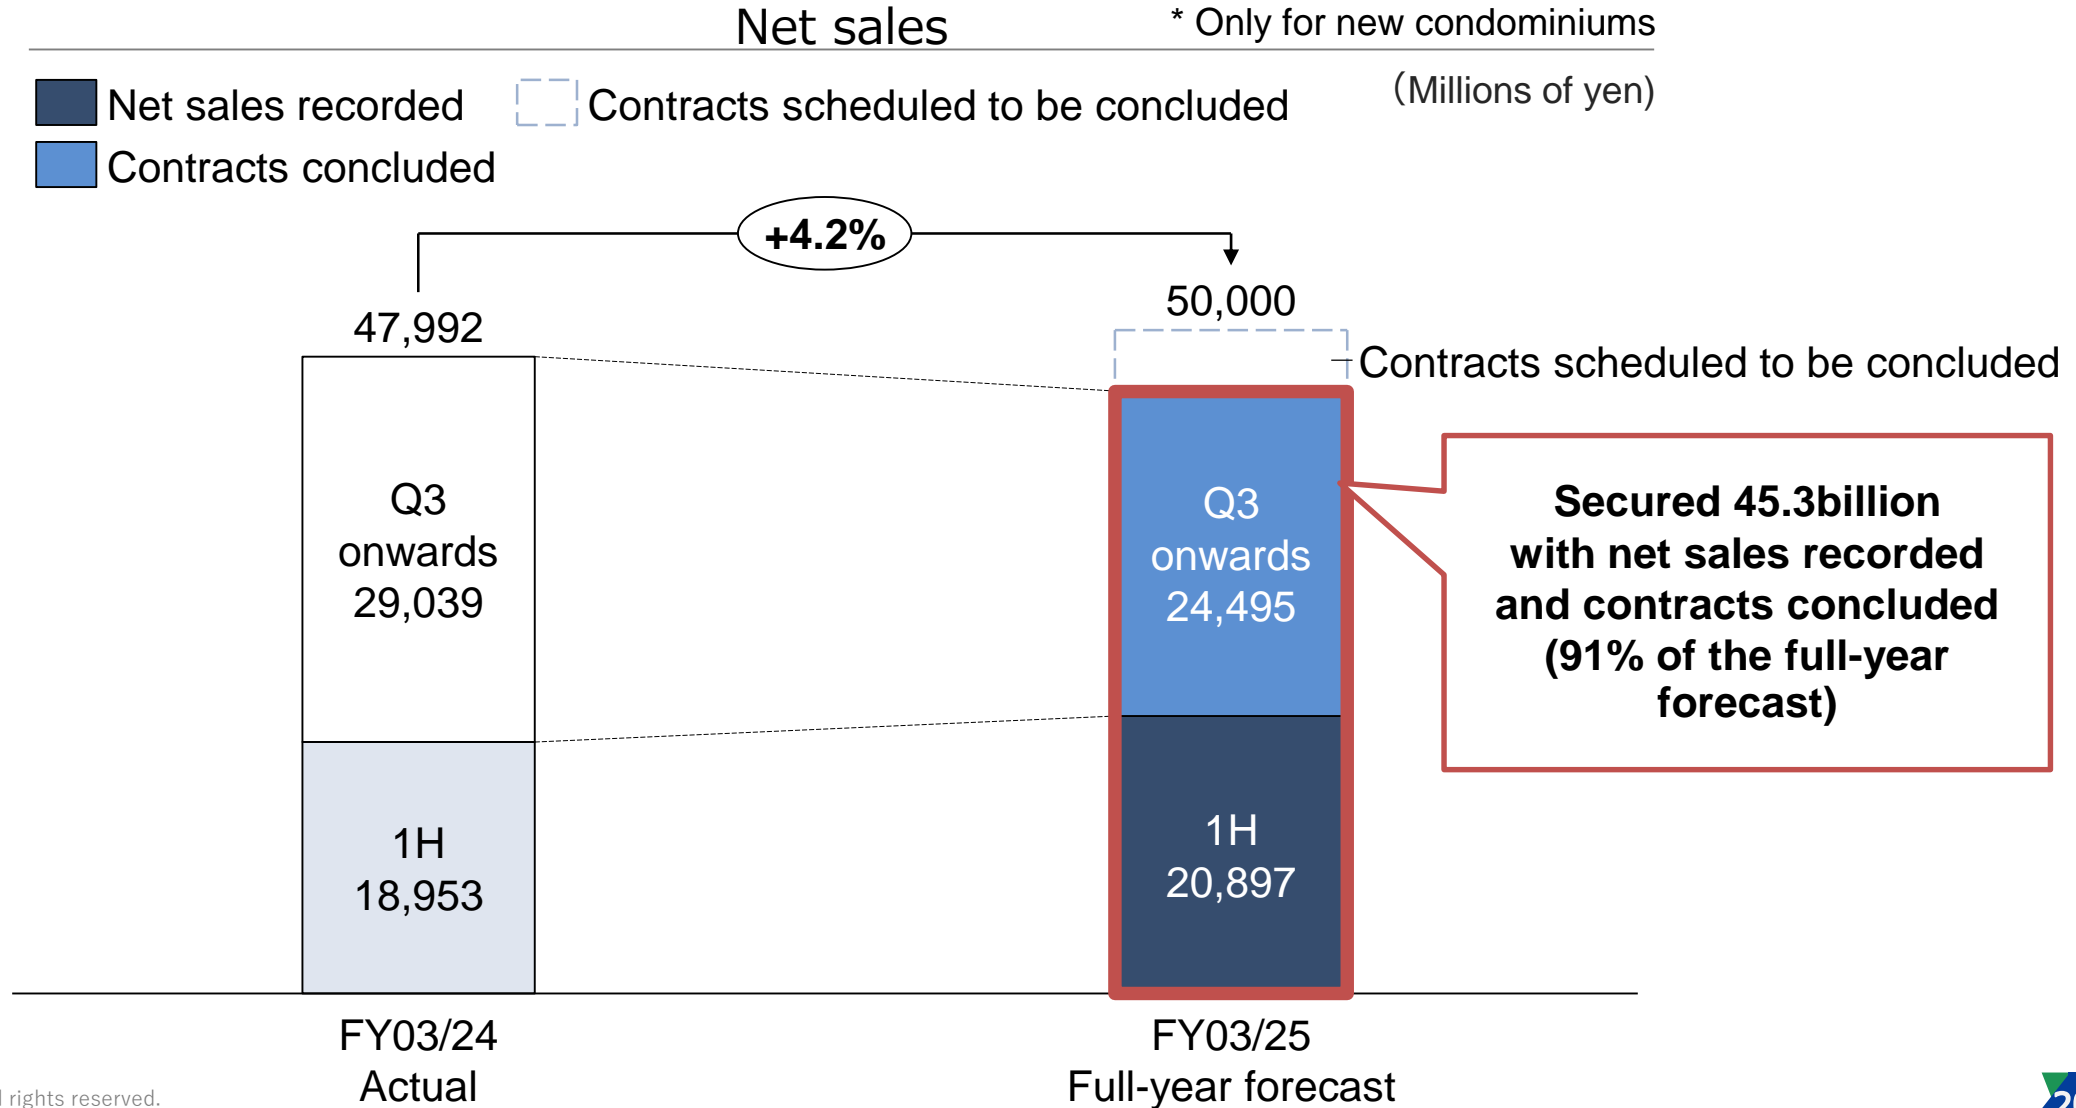 Net sales
* Only for new condominiums
Net sales recorded
Contracts scheduled to be concluded
(Millions of yen)
Contracts concluded
+4.2%
47,992
50,000
Contracts scheduled to be concluded
Q3
onwards
29,039
Q3
onwards
24,495
Secured 45.3billion
with net sales recorded
and contracts concluded
(91% of the full-year
forecast)
1H
18,953
1H
20,897
FY03/24
Actual
FY03/25
Full-year forecast
rights reserved.